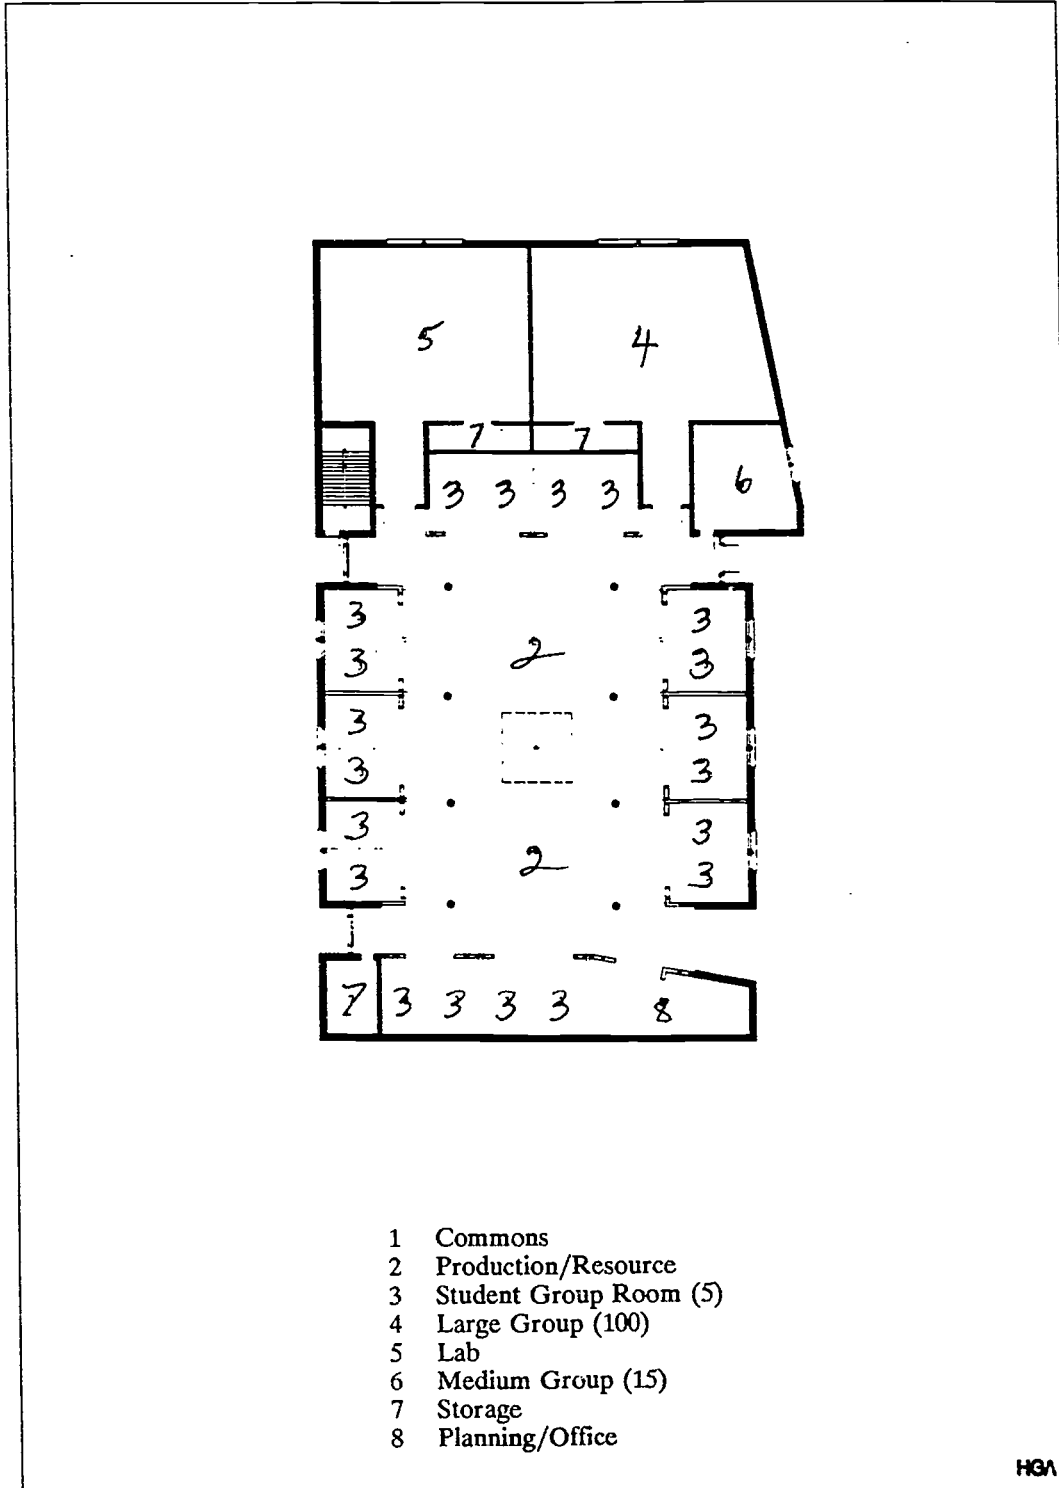 5 4
7 7
6
3 3 3 3
3 3
2
3 3
3 3
3 3
3 3
2
3 3
7 3 3 3 3 8
1 Commons
2 Production/Resource
3 Student Group Room (5)
4 Large Group (100)
5 Lab
6 Medium Group (15)
7 Storage
8 Planning/Office
HGA